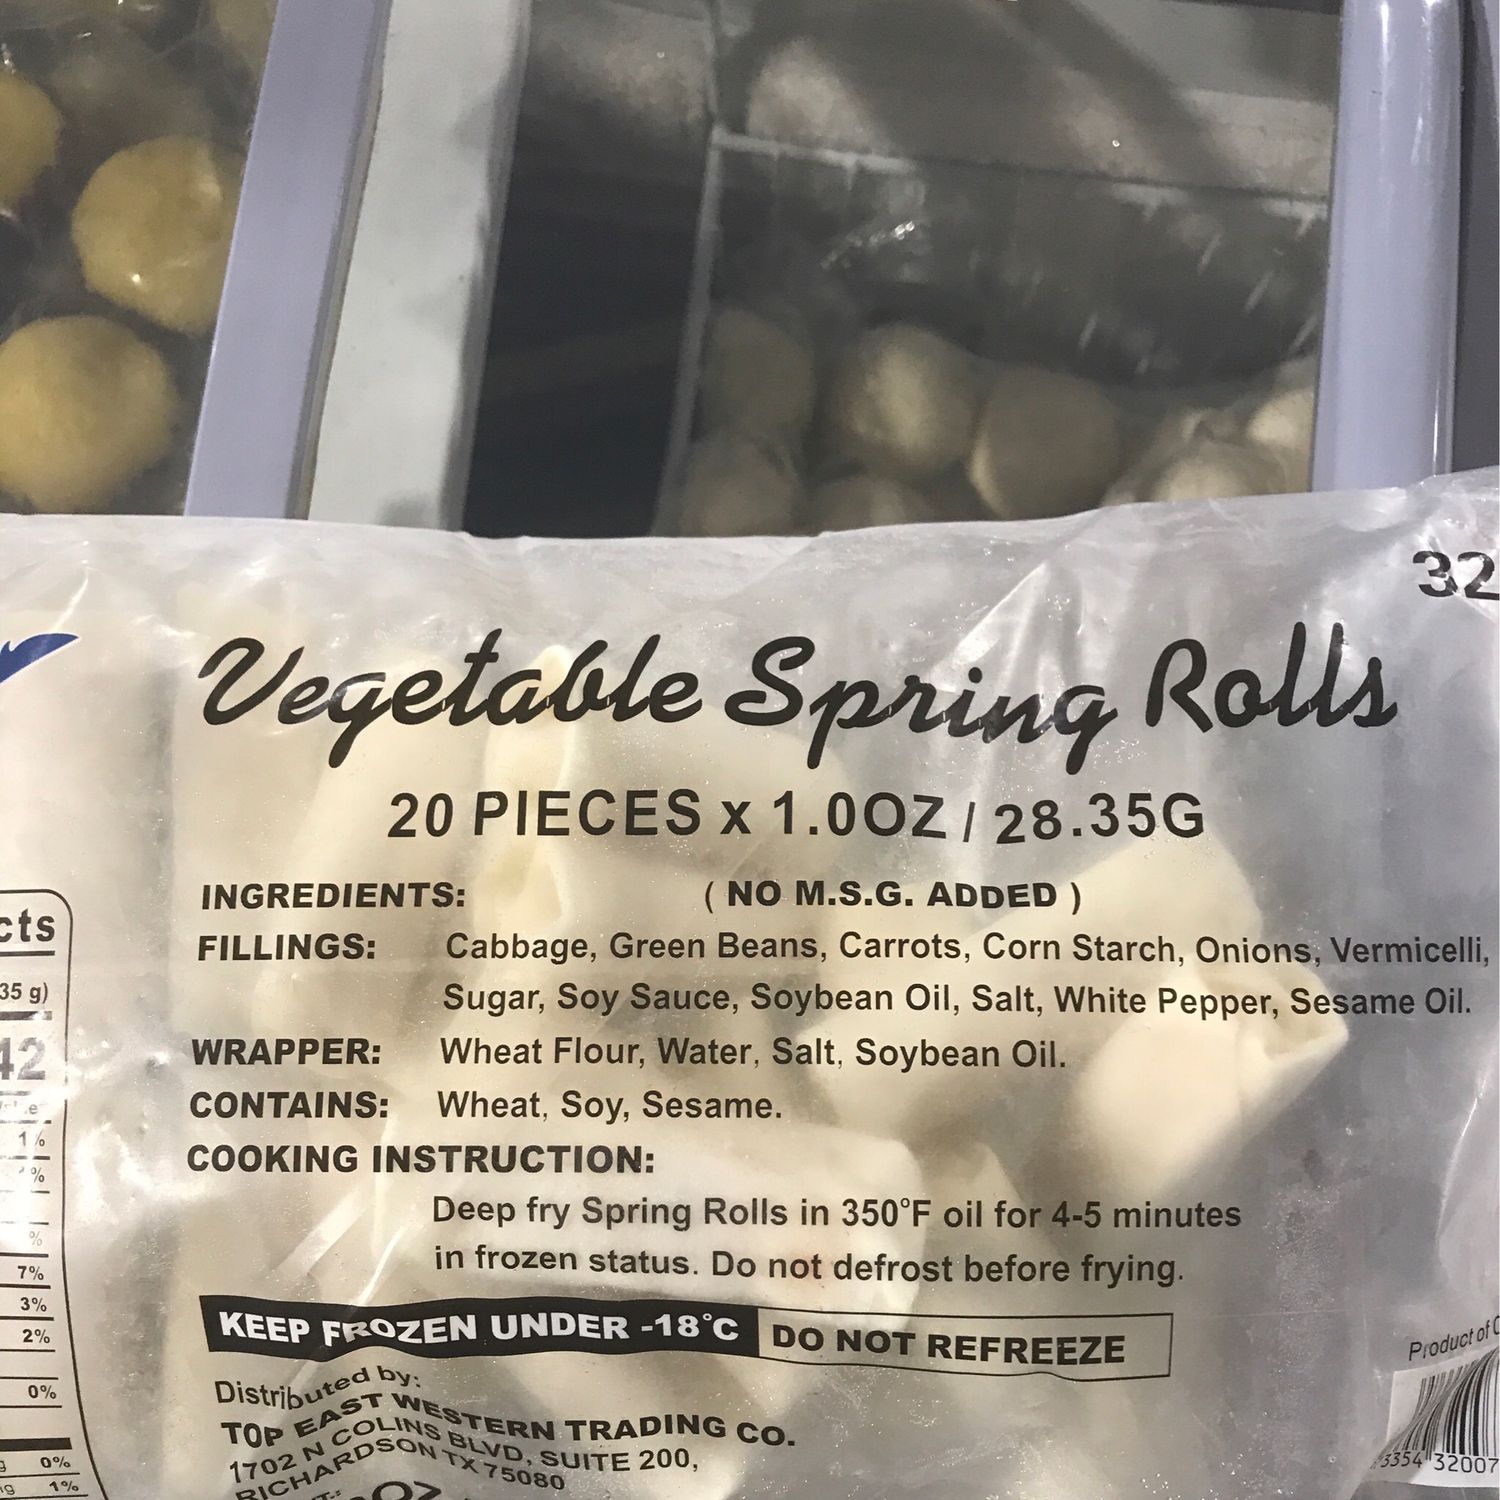 32
Vegetable Spring Rolls
20 PIECES x 1.0OZ / 28.35G
INGREDIENTS: ( NO M.S.G. ADDED )
FILLINGS: Cabbage, Green Beans, Carrots, Corn Starch, Onions, Vermicelli,
Sugar, Soy Sauce, Soybean Oil, Salt, White Pepper, Sesame Oil.
WRAPPER: Wheat Flour, Water, Salt, Soybean Oil.
CONTAINS: Wheat, Soy, Sesame.
COOKING INSTRUCTION:
Deep fry Spring Rolls in 350°F oil for 4-5 minutes
in frozen status. Do not defrost before frying.
KEEP FROZEN UNDER -18°C DO NOT REFREEZE
Distributed by:
TOP EAST WESTERN TRADING CO.
1702 N COLINS BLVD, SUITE 200,
RICHARDSON TX 75080
Product of
3354 32007
cts
35 g)
42
1%
%
%
7%
3%
2%
0%
0%
1%